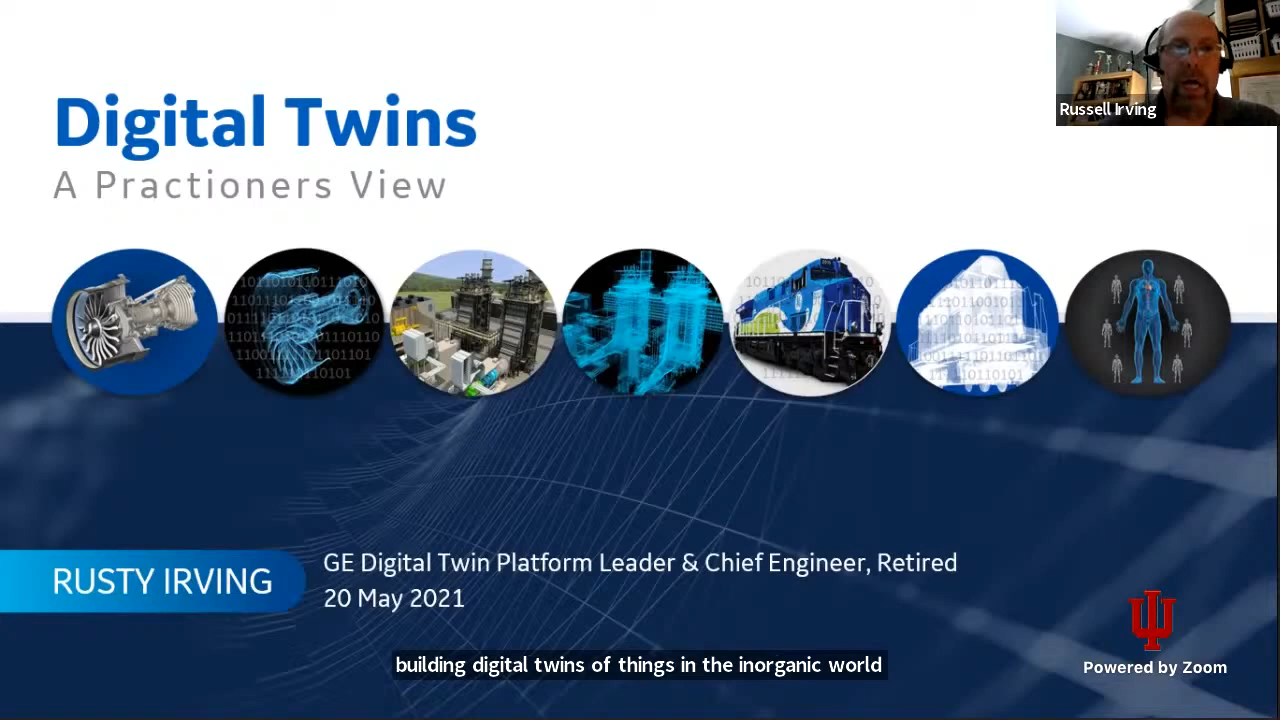 Digital Twins
A Practioners View
Russell Irving
RUSTY IRVING
GE Digital Twin Platform Leader & Chief Engineer, Retired
20 May 2021
building digital twins of things in the inorganic world
Powered by Zoom